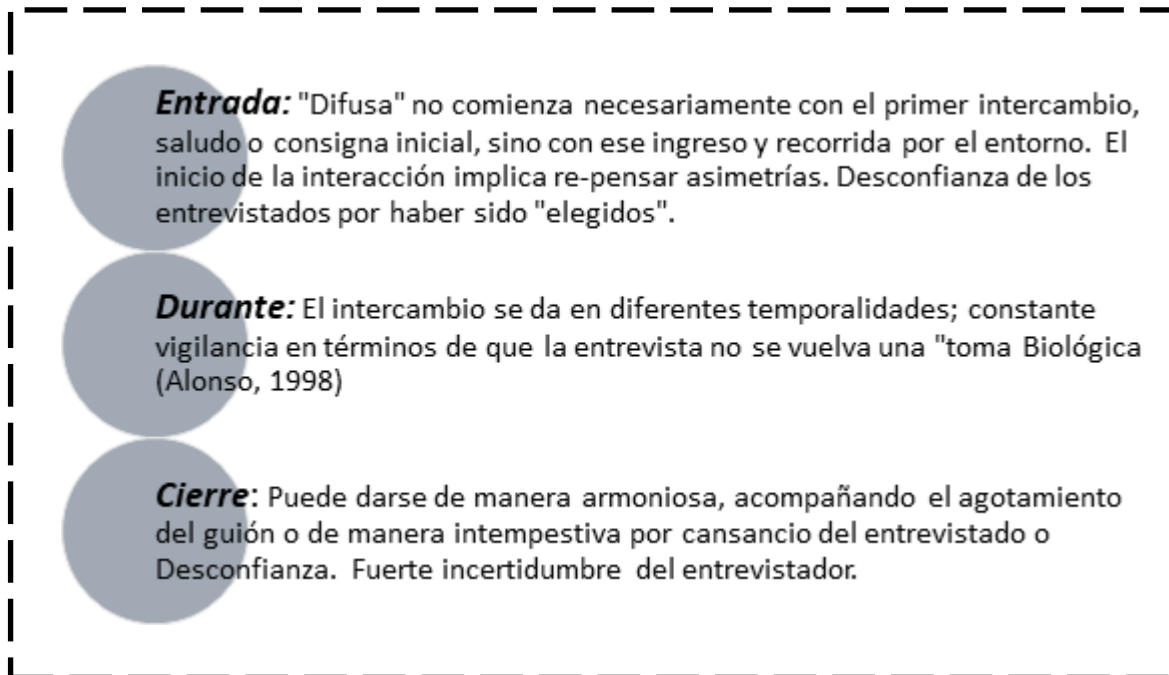 Entrada: "Difusa" no comienza necesariamente con el primer intercambio,
saludo o consigna inicial, sino con ese ingreso y recorrida por el entorno. El
inicio de la interacción implica re-pensar asimetrías. Desconfianza de los
entrevistados por haber sido "elegidos".
Durante: El intercambio se da en diferentes temporalidades; constante
vigilancia en términos de que la entrevista no se vuelva una "toma Biológica
(Alonso, 1998)
Cierre: Puede darse de manera armoniosa, acompañando el agotamiento
del guión o de manera intempestiva por cansancio del entrevistado o
Desconfianza. Fuerte incertidumbre del entrevistador.